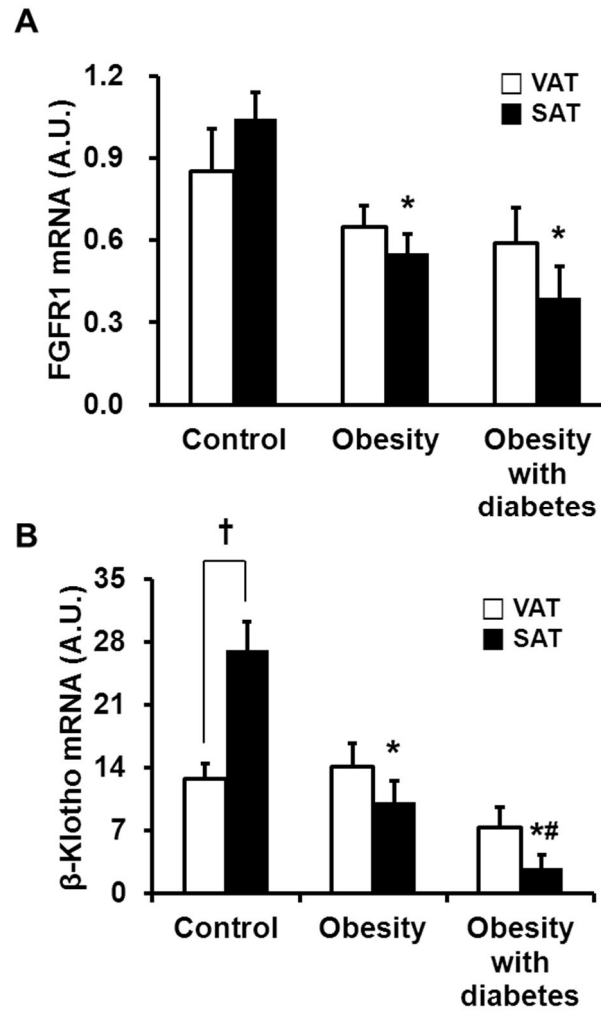 A
FGFR1 mRNA (A.U.)
1.2
0.9
0.6
0.3
0.0
VAT
SAT
*
*
Control
Obesity
Obesity
with
diabetes
B
β-Klotho mRNA (A.U.)
35
28
21
14
7
0
†
VAT
SAT
*
*#
Control
Obesity
Obesity
with
diabetes